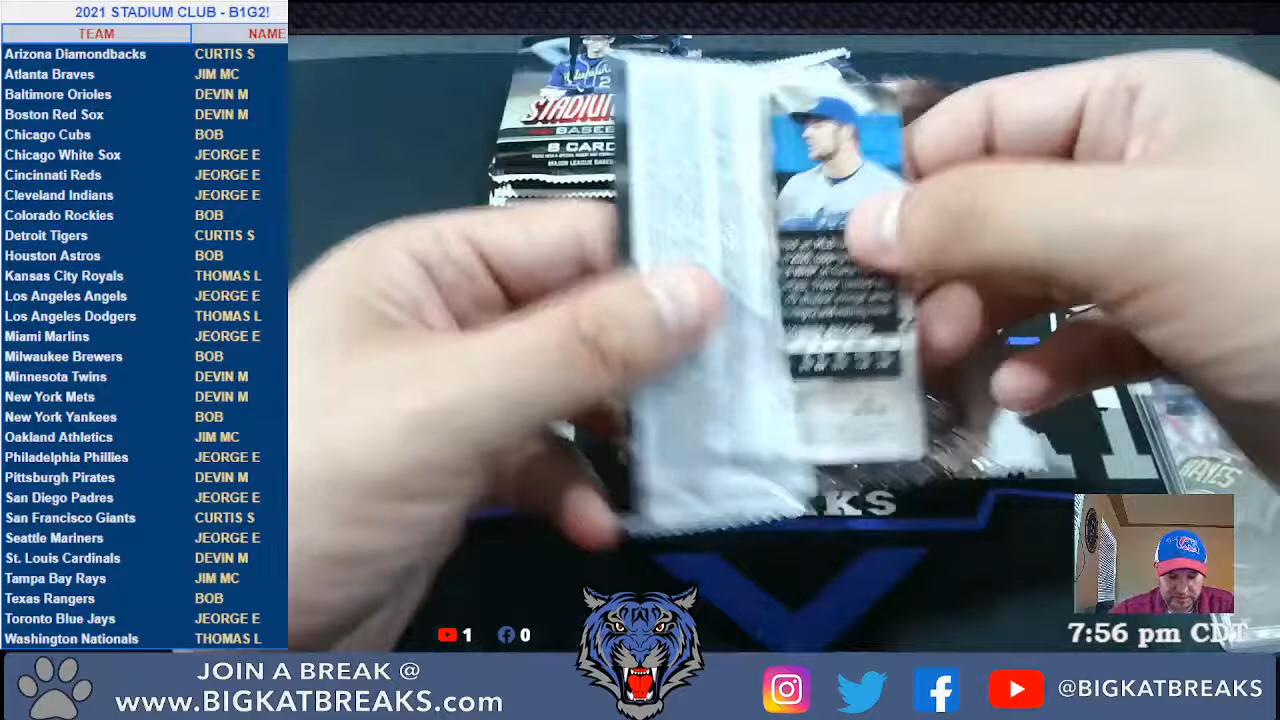 2021 STADIUM CLUB - B1G2!
TEAM NAME
Arizona Diamondbacks CURTIS S
Atlanta Braves JIM MC
Baltimore Orioles DEVIN M
Boston Red Sox DEVIN M
Chicago Cubs BOB
Chicago White Sox JEORGE E
Cincinnati Reds JEORGE E
Cleveland Indians JEORGE E
Colorado Rockies BOB
Detroit Tigers CURTIS S
Houston Astros BOB
Kansas City Royals THOMAS L
Los Angeles Angels JEORGE E
Los Angeles Dodgers THOMAS L
Miami Marlins JEORGE E
Milwaukee Brewers BOB
Minnesota Twins DEVIN M
New York Mets DEVIN M
New York Yankees BOB
Oakland Athletics JIM MC
Philadelphia Phillies JEORGE E
Pittsburgh Pirates DEVIN M
San Diego Padres JEORGE E
San Francisco Giants CURTIS S
Seattle Mariners JEORGE E
St. Louis Cardinals DEVIN M
Tampa Bay Rays JIM MC
Texas Rangers BOB
Toronto Blue Jays JEORGE E
Washington Nationals THOMAS L
STADIUM
BASEB
8 CARD
HAYES
KS
1 0
7:56 pm CDT
JOIN A BREAK @
www.BIGKATBREAKS.com
@BIGKATBREAKS